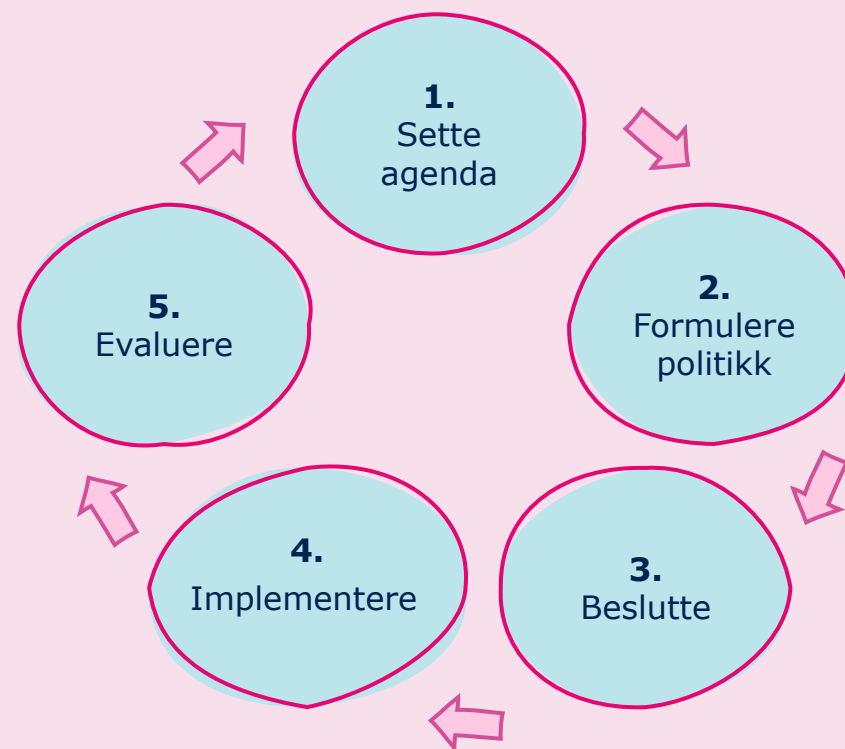 1.
Sette
agenda
2.
Formulere
politikk
3.
Beslutte
4.
Implementere
5.
Evaluere